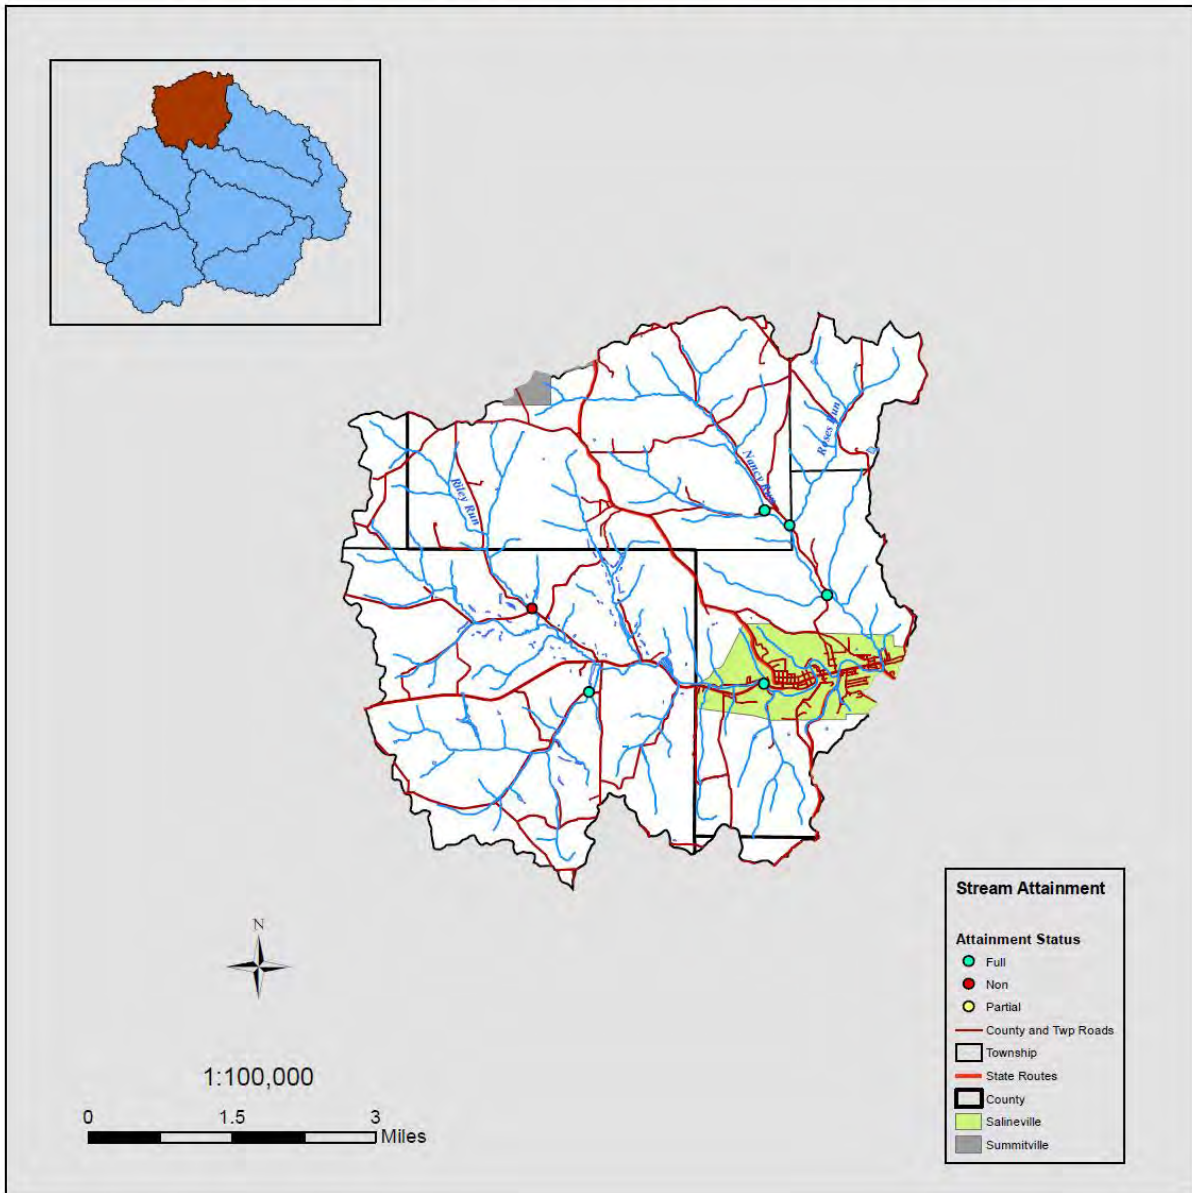 Roses Run
Nancy Run
Riley Run
N
1:100,000
0 1.5 3
Miles
Stream Attainment
Attainment Status
Full
Non
Partial
County and Twp Roads
Township
State Routes
County
Salineville
Summitville